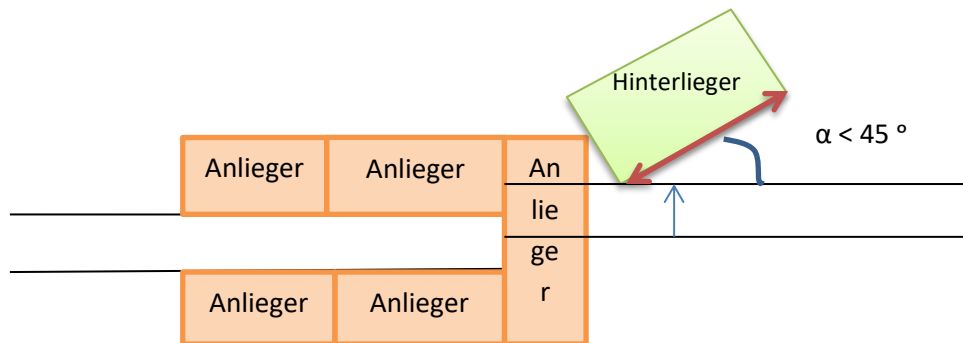 Hinterlieger
α < 45 °
Anlieger
Anlieger
An
lie
ge
r
Anlieger
Anlieger